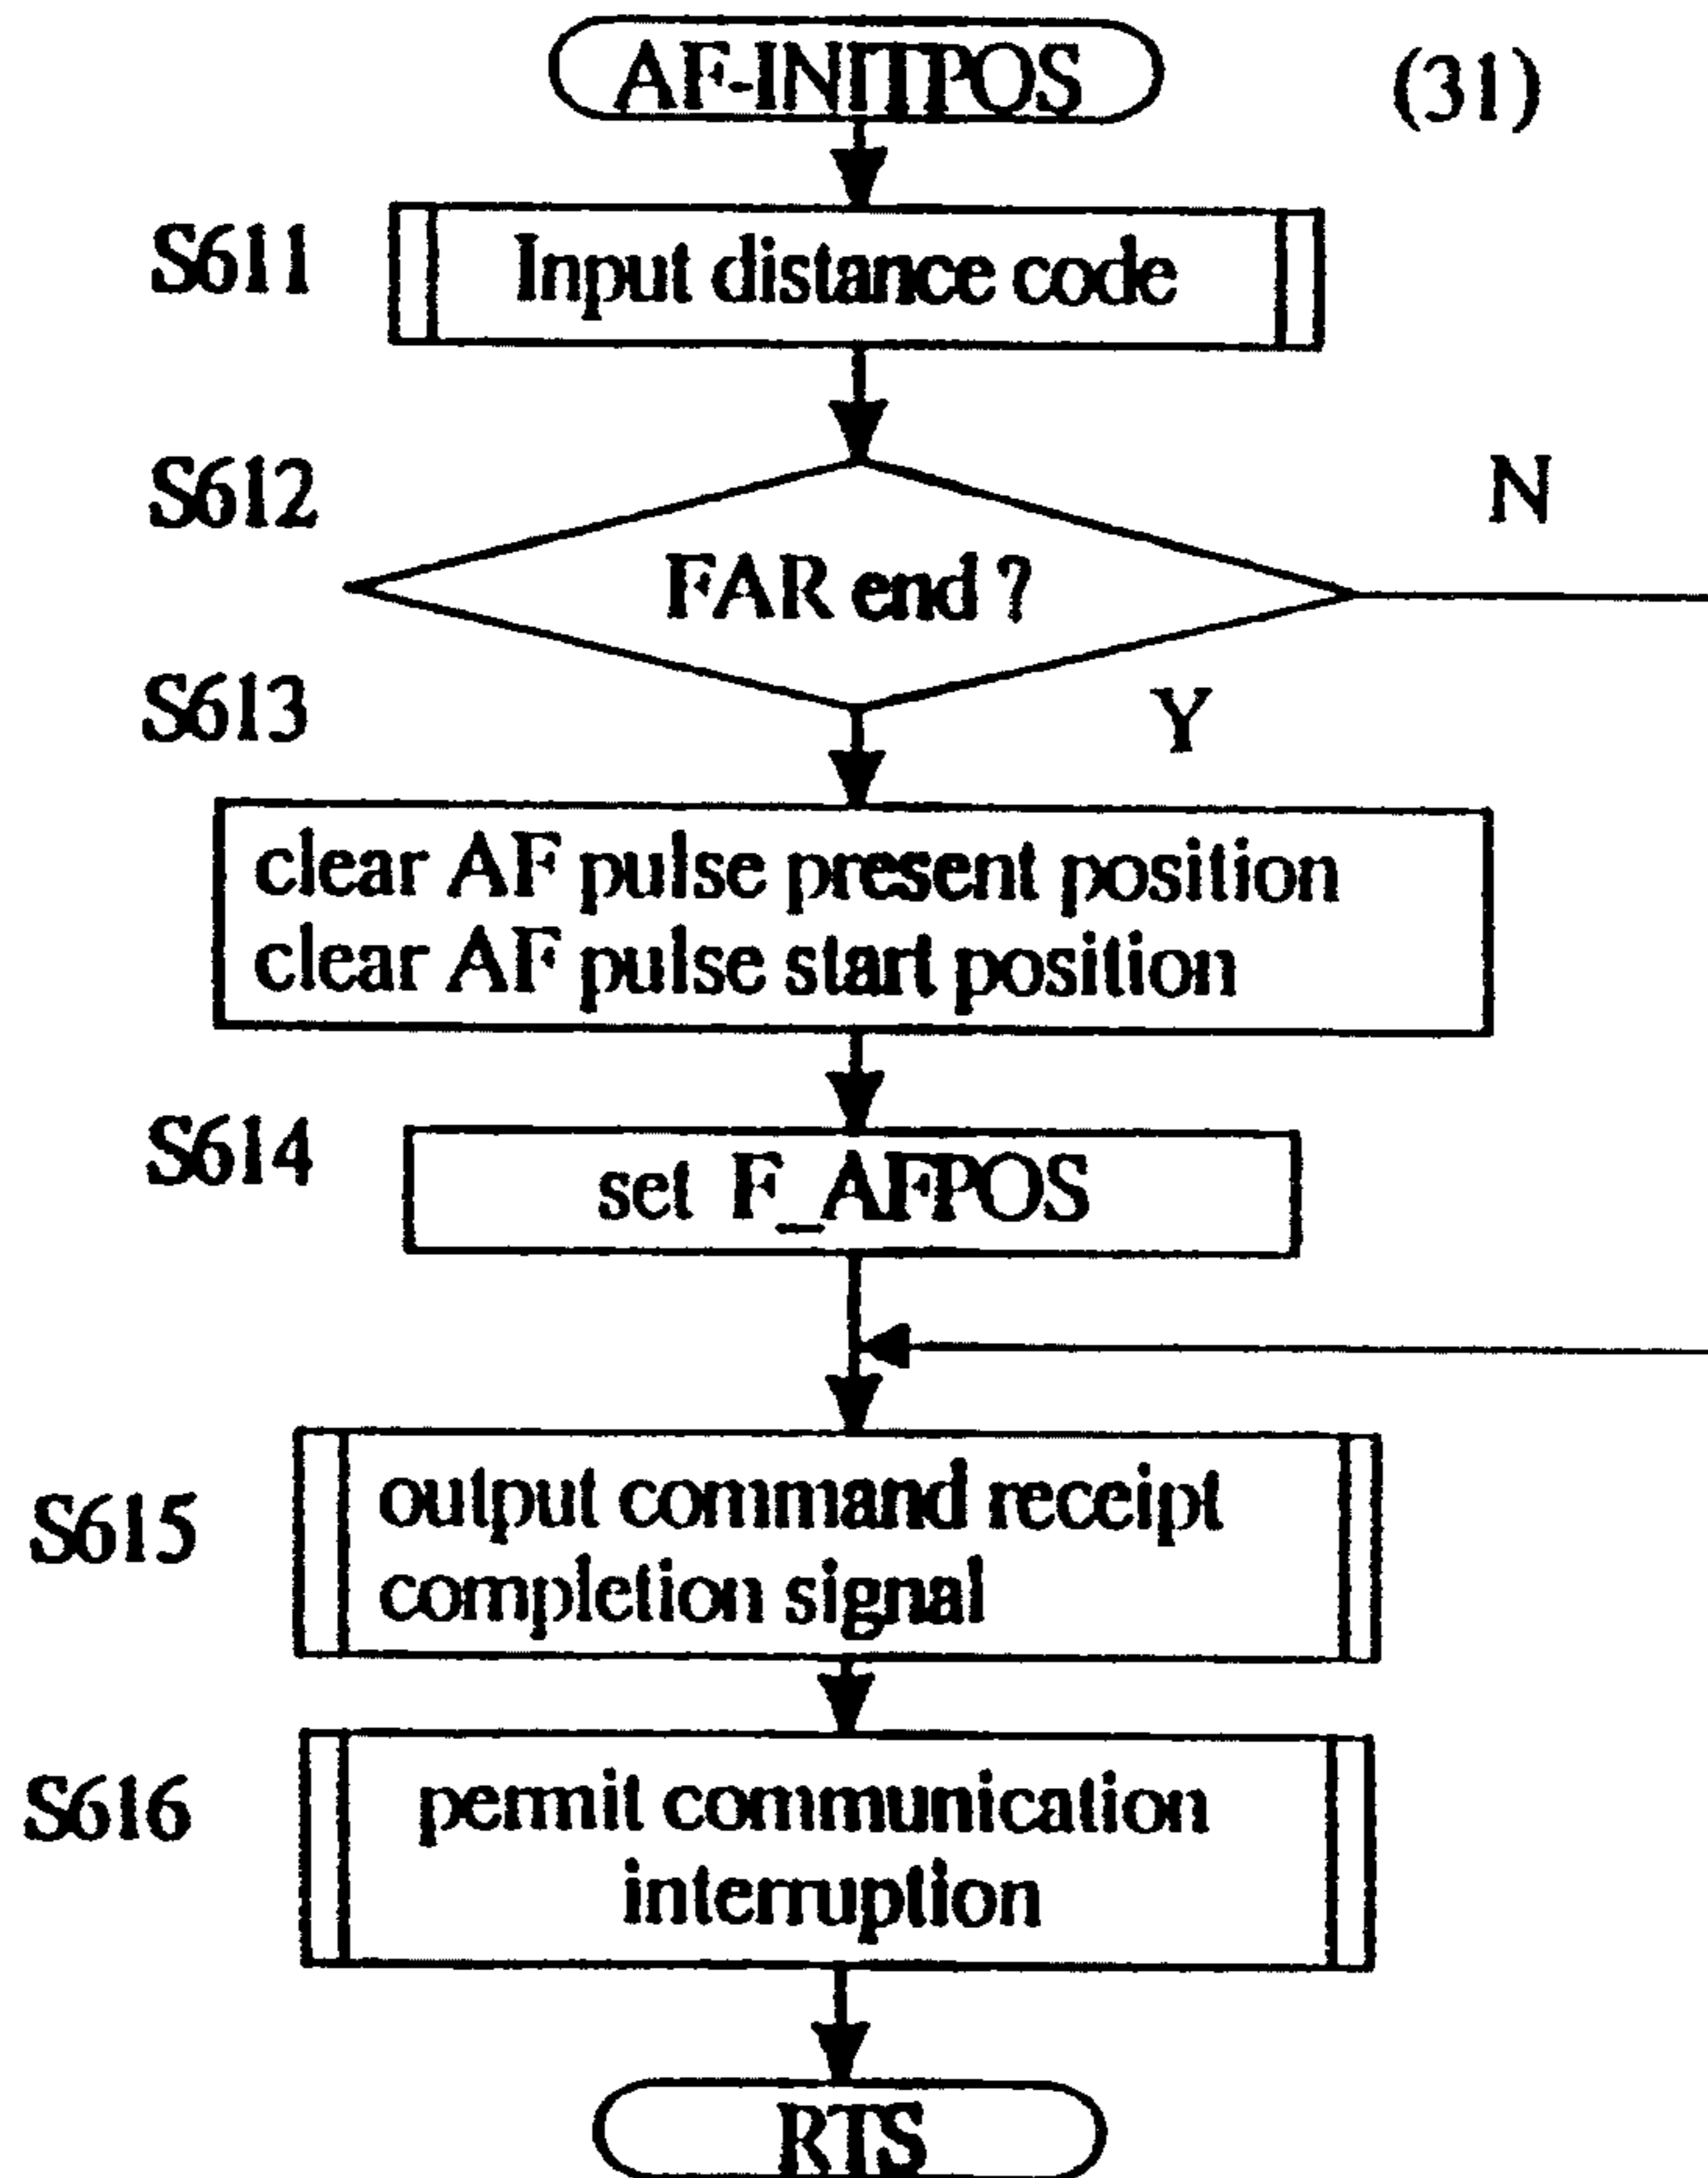 AF-INITPOS
(31)
S611
Input distance code
S612
N
FAR end ?
S613
Y
clear AF pulse present position
clear AF pulse start position
S614
set F_AFPOS
S615
output command receipt
completion signal
S616
permit communication
interruption
RTS